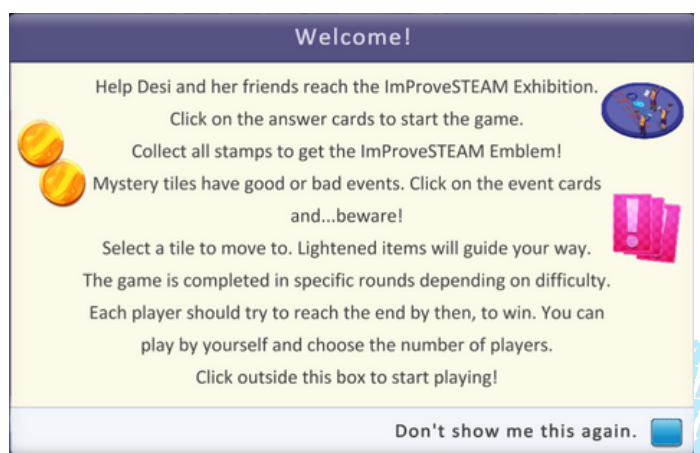 Welcome!
Help Desi and her friends reach the ImProveSTEAM Exhibition.
Click on the answer cards to start the game.
Collect all stamps to get the ImProveSTEAM Emblem!
Mystery tiles have good or bad events. Click on the event cards
and...beware!
Select a tile to move to. Lightened items will guide your way.
The game is completed in specific rounds depending on difficulty.
Each player should try to reach the end by then, to win. You can
play by yourself and choose the number of players.
Click outside this box to start playing!
Don't show me this again.